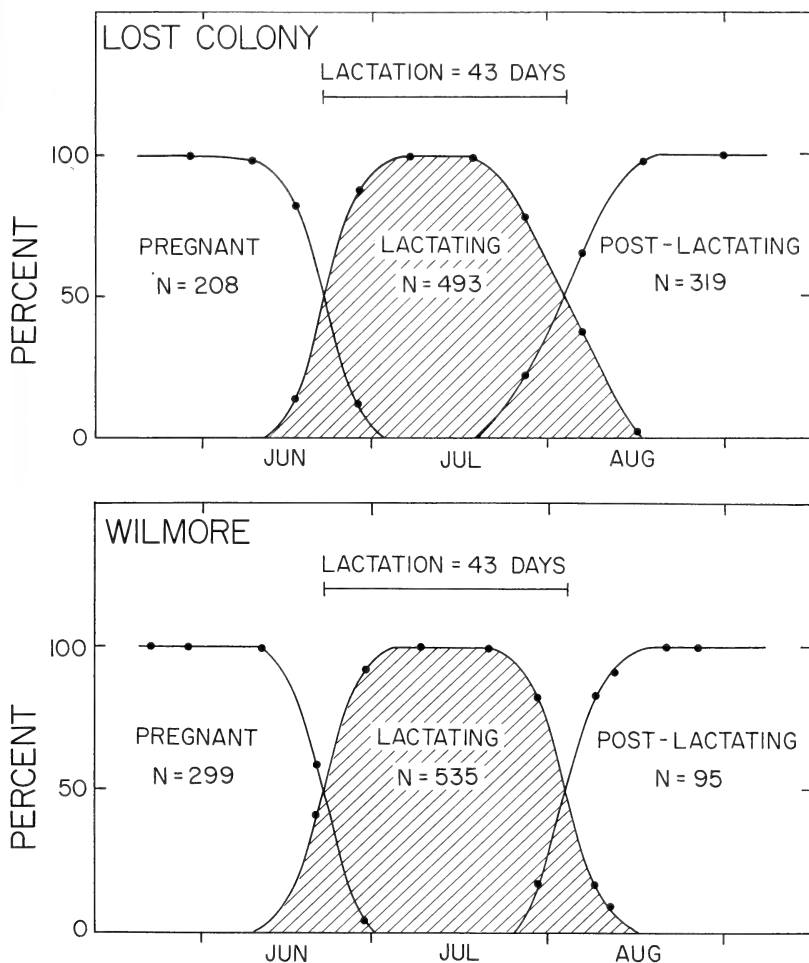 LOST COLONY
LACTATION = 43 DAYS
100
50
0
PERCENT
PREGNANT
N = 208
LACTATING
N = 493
POST-LACTATING
N = 319
JUN JUL AUG
WILMORE
LACTATION = 43 DAYS
100
50
0
PERCENT
PREGNANT
N = 299
LACTATING
N = 535
POST-LACTATING
N = 95
JUN JUL AUG